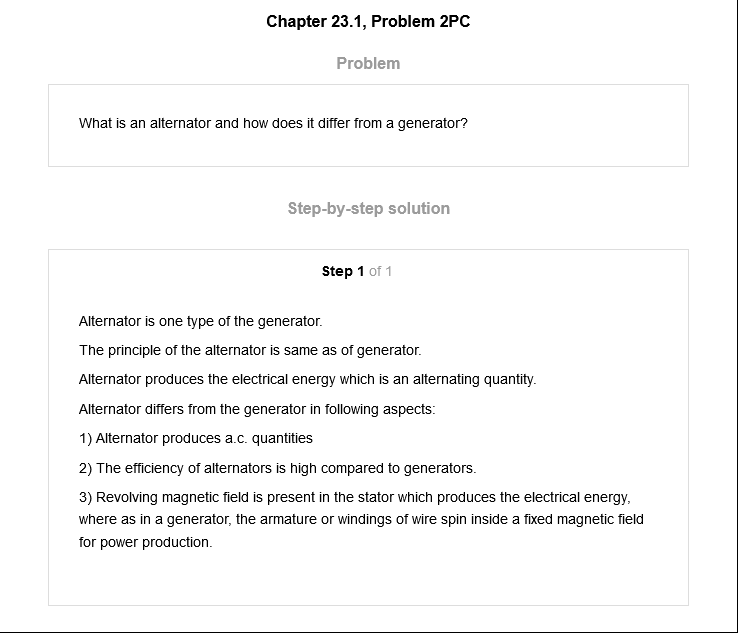 Chapter 23.1, Problem 2PC
Problem
What is an alternator and how does it differ from a generator?
Step-by-step solution
Step 1 of 1
Alternator is one type of the generator.
The principle of the alternator is same as of generator.
Alternator produces the electrical energy which is an alternating quantity.
Alternator differs from the generator in following aspects:
1) Alternator produces a.c. quantities
2) The efficiency of alternators is high compared to generators.
3) Revolving magnetic field is present in the stator which produces the electrical energy,
where as in a generator, the armature or windings of wire spin inside a fixed magnetic field
for power production.